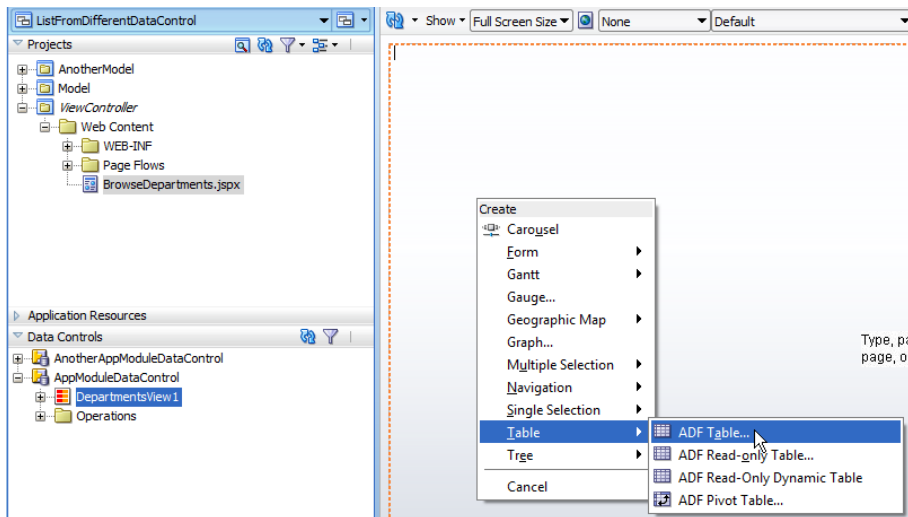 ListFromDifferentDataControl
Show
Full Screen Size
None
Default
Projects
AnotherModel
Model
ViewController
Web Content
WEB-INF
Page Flows
BrowseDepartments.jspx
Application Resources
Data Controls
AnotherAppModuleDataControl
AppModuleDataControl
DepartmentsView1
Operations
Create
Carousel
Form
Gantt
Gauge...
Geographic Map
Graph...
Multiple Selection
Navigation
Single Selection
Table
Tree
Cancel
ADF Table...
ADF Read-only Table...
ADF Read-Only Dynamic Table
ADF Pivot Table...
Type, pa
page, o